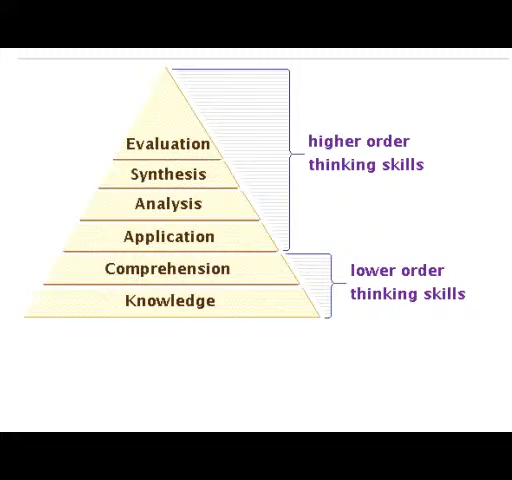 Evaluation
Synthesis
Analysis
Application
Comprehension
Knowledge
higher order
thinking skills
lower order
thinking skills